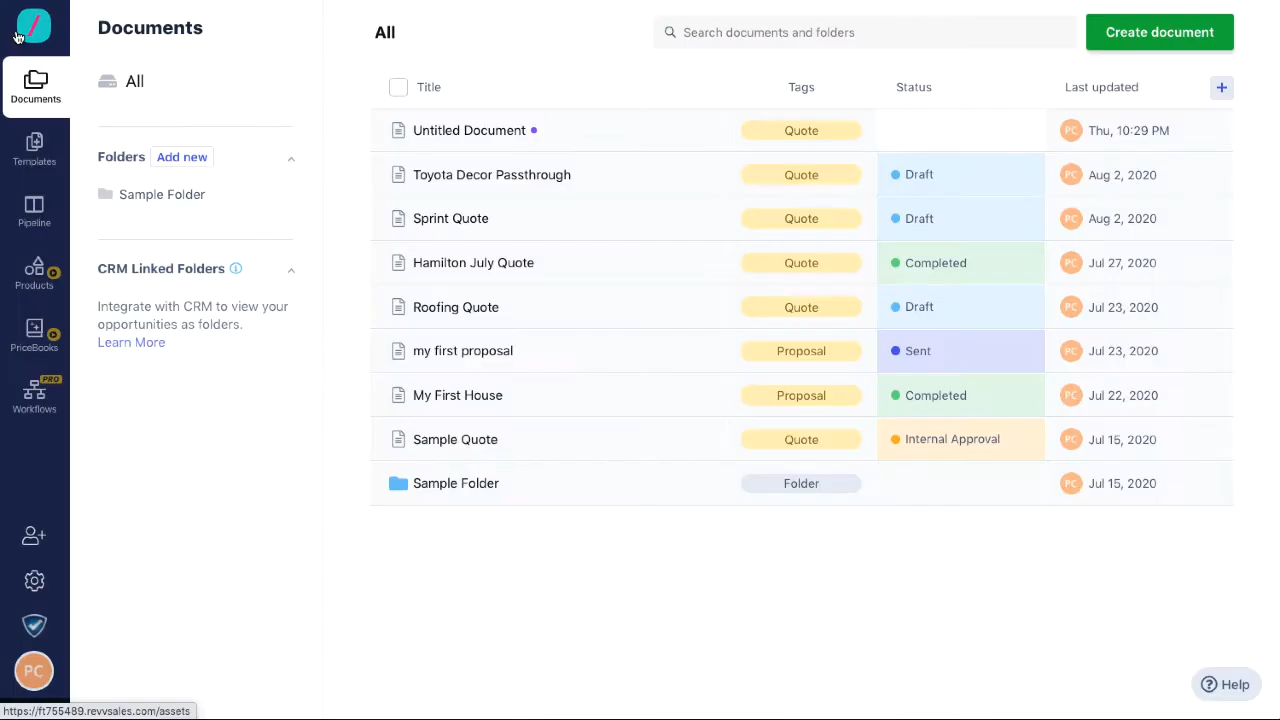 Documents
Templates
Pipeline
Products
PriceBooks
PRO
Workflows
PC
https://ft755489.revvsales.com/assets
Documents
All
Folders Add new
Sample Folder
CRM Linked Folders
Integrate with CRM to view your
opportunities as folders.
Learn More
All
Search documents and folders
Create document
Title Tags Status Last updated +
Untitled Document Quote PC Thu, 10:29 PM
Toyota Decor Passthrough Quote Draft PC Aug 2, 2020
Sprint Quote Quote Draft PC Aug 2, 2020
Hamilton July Quote Quote Completed PC Jul 27, 2020
Roofing Quote Quote Draft PC Jul 23, 2020
my first proposal Proposal Sent PC Jul 23, 2020
My First House Proposal Completed PC Jul 22, 2020
Sample Quote Quote Internal Approval PC Jul 15, 2020
Sample Folder Folder PC Jul 15, 2020
? Help